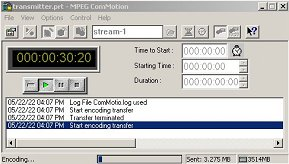 transmitter.prt - MPEG ComMotion
File View Options Control Help
stream-1
000:00:30:20
Time to Start : 000:00:00
Starting Time : 00:00:00
Duration : 000:00:00:00
05/22/22 04:07 PM Log File ComMotio.log used
05/22/22 04:07 PM Start encoding transfer
05/22/22 04:07 PM Transfer terminated
05/22/22 04:07 PM Start encoding transfer
Encoding... Sent: 3.275 MB 3514MB